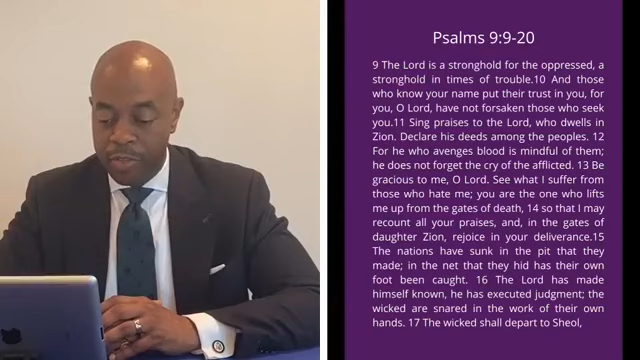 Psalms 9:9-20
9 The Lord is a stronghold for the oppressed, a
stronghold in times of trouble.10 And those
who know your name put their trust in you, for
you, O Lord, have not forsaken those who seek
you.11 Sing praises to the Lord, who dwells in
Zion. Declare his deeds among the peoples. 12
For he who avenges blood is mindful of them;
he does not forget the cry of the afflicted. 13 Be
gracious to me, O Lord. See what I suffer from
those who hate me; you are the one who lifts
me up from the gates of death, 14 so that I may
recount all your praises, and, in the gates of
daughter Zion, rejoice in your deliverance.15
The nations have sunk in the pit that they
made; in the net that they hid has their own
foot been caught. 16 The Lord has made
himself known, he has executed judgment; the
wicked are snared in the work of their own
hands. 17 The wicked shall depart to Sheol,